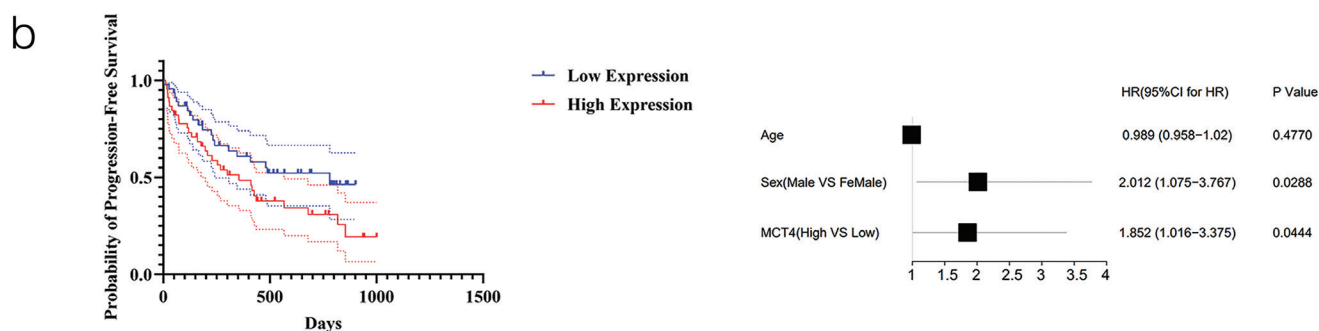 b
Probability of Progression-Free Survival
1.0
0.5
0.0
0 500 1000 1500
Days
Low Expression
High Expression
HR(95%CI for HR) P Value
Age 0.989 (0.958−1.02) 0.4770
Sex(Male VS FeMale) 2.012 (1.075−3.767) 0.0288
MCT4(High VS Low) 1.852 (1.016−3.375) 0.0444
1 1.5 2 2.5 3 3.5 4